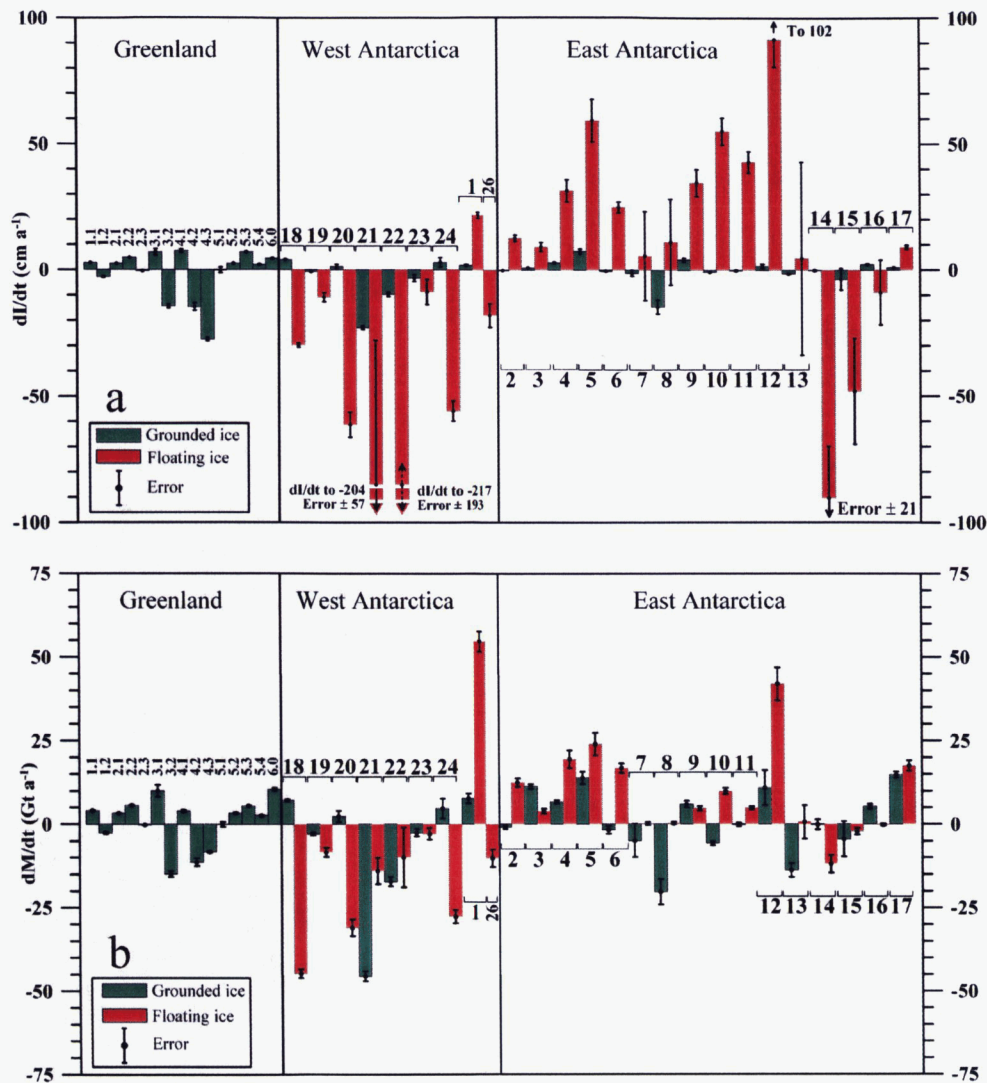 100
50
0
-50
-100
dI/dt (cm a⁻¹)
Greenland
West Antarctica
East Antarctica
To 102
1.1 1.2 2.1 2.2 2.3 3.1 3.2 4.1 4.2 4.3 5.1 5.2 5.3 5.4 6.0
18 19 20 21 22 23 24
1 26
2 3 4 5 6 7 8 9 10 11 12 13
14 15 16 17
a
Grounded ice
Floating ice
Error
dI/dt to -204
Error ± 57
dI/dt to -217
Error ± 193
Error ± 21
100
50
0
-50
-100
75
50
25
0
-25
-50
-75
dM/dt (Gt a⁻¹)
Greenland
West Antarctica
East Antarctica
1.1 1.2 2.1 2.2 2.3 3.1 3.2 4.1 4.2 4.3 5.1 5.2 5.3 5.4 6.0
18 19 20 21 22 23 24
1 26
2 3 4 5 6
7 8 9 10 11
12 13 14 15 16 17
b
Grounded ice
Floating ice
Error
75
50
25
0
-25
-50
-75